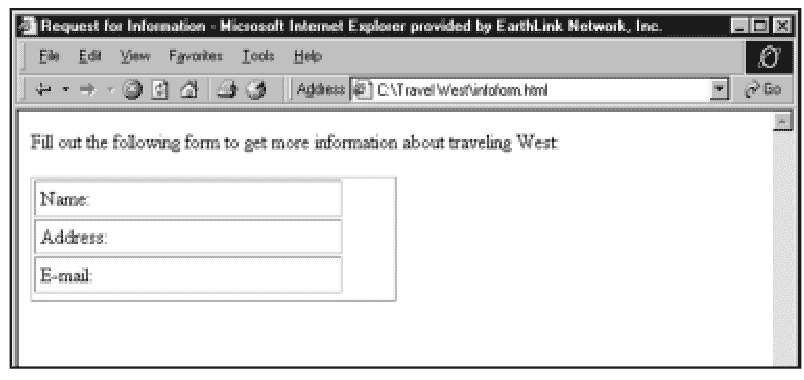 Request for Information - Microsoft Internet Explorer provided by EarthLink Network, Inc.
File Edit View Favorites Tools Help
Address C:\Travel West\infoform.html Go
Fill out the following form to get more information about traveling West:
Name:
Address:
E-mail: